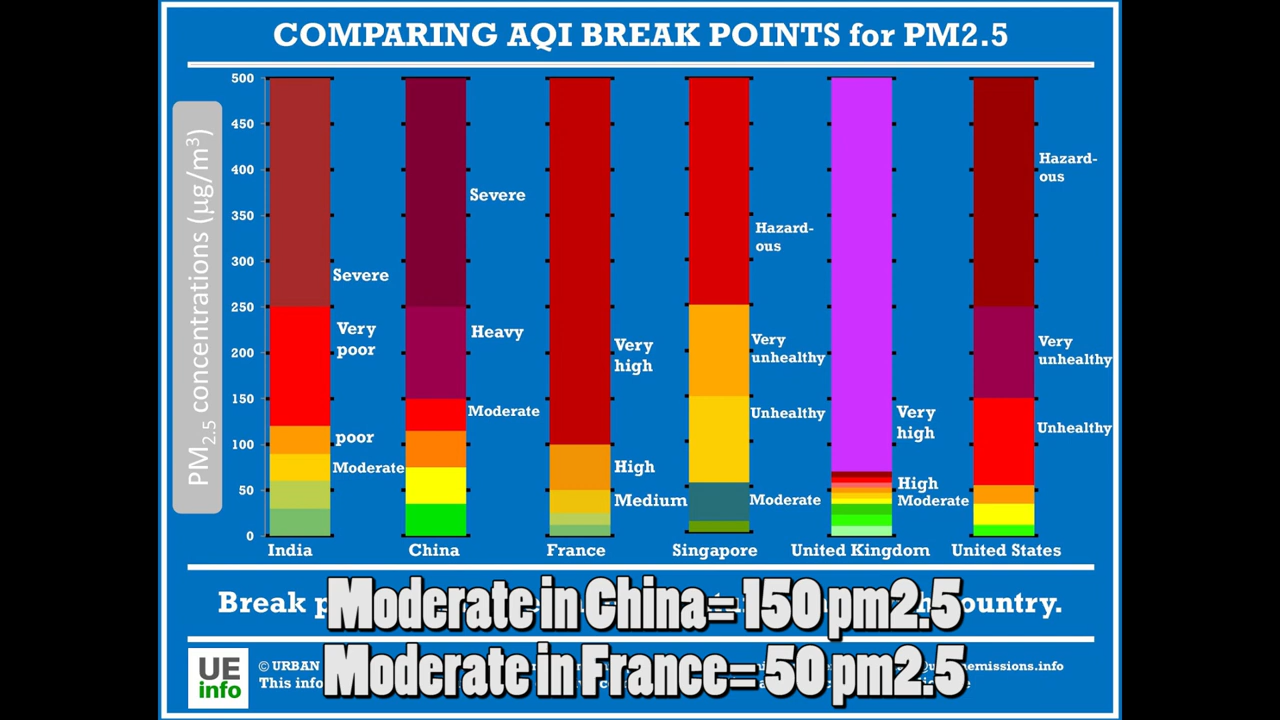 COMPARING AQI BREAK POINTS for PM2.5
PM2.5 concentrations (µg/m3)
500
450
400
350
300
250
200
150
100
50
0
Severe
Very
poor
poor
Moderate
India
Severe
Heavy
Moderate
China
Very
high
High
Medium
France
Hazard-
ous
Very
unhealthy
Unhealthy
Moderate
Singapore
Very
high
High
Moderate
United Kingdom
Hazard-
ous
Very
unhealthy
Unhealthy
United States
Break country.
Moderate in China= 150 pm2.5
Moderate in France= 50 pm2.5
UE
info
© URBAN
This